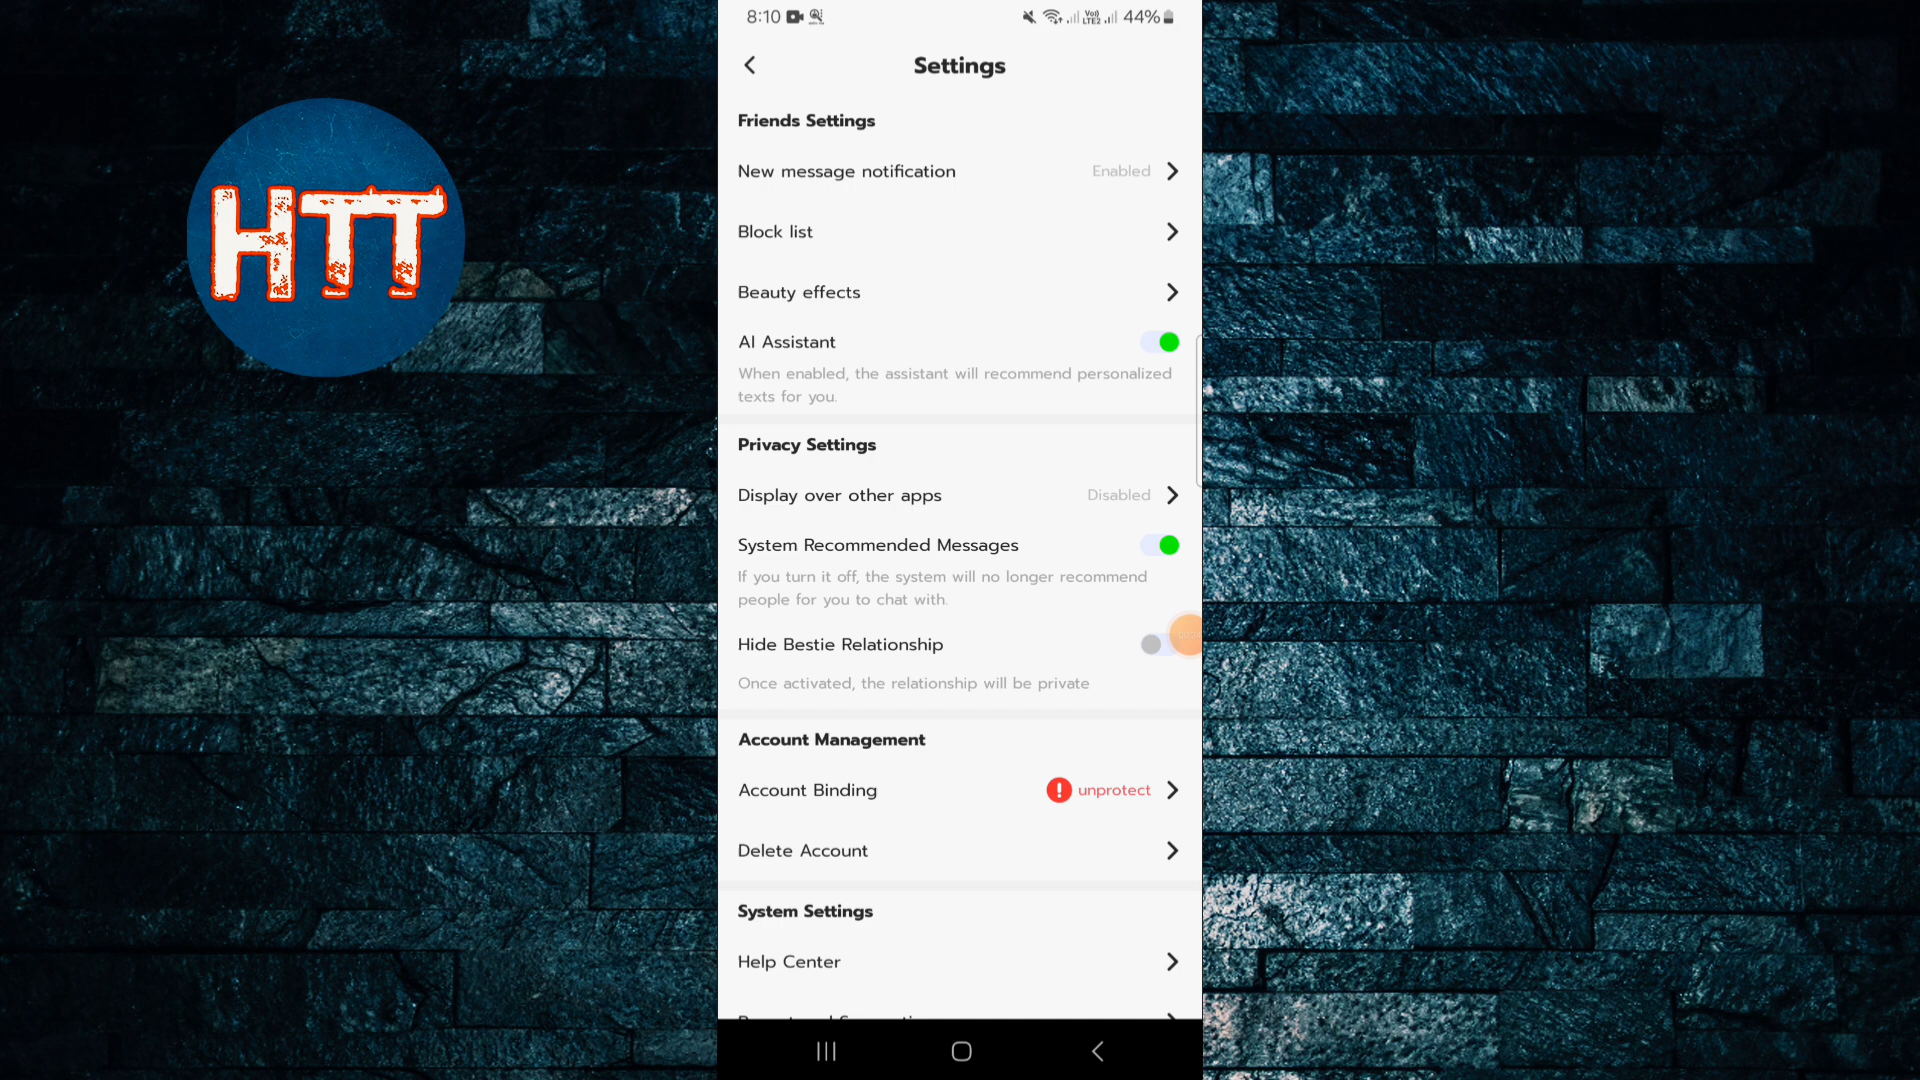 8:10
Vo)) LTE2 44%
Settings
HTT
Friends Settings
New message notification Enabled
Block list
Beauty effects
AI Assistant
When enabled, the assistant will recommend personalized
texts for you.
Privacy Settings
Display over other apps Disabled
System Recommended Messages
If you turn it off, the system will no longer recommend
people for you to chat with.
Hide Bestie Relationship
Once activated, the relationship will be private
Account Management
Account Binding unprotect
Delete Account
System Settings
Help Center